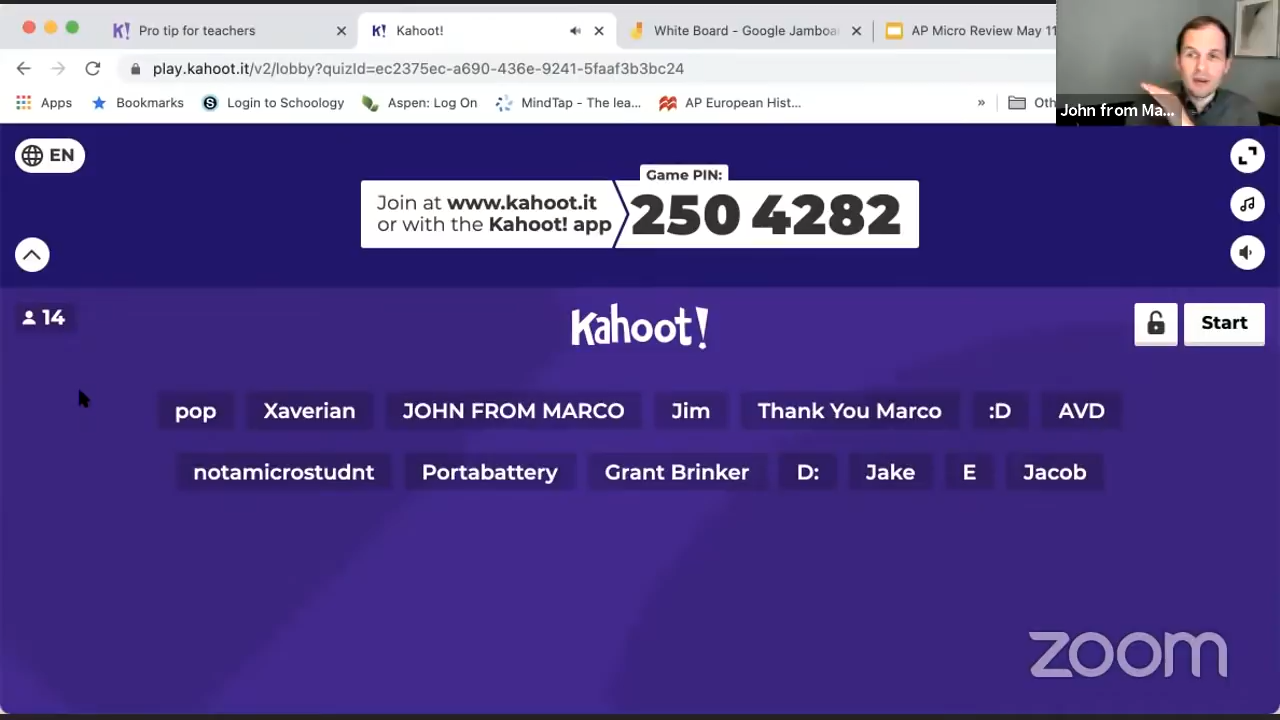 Pro tip for teachers
Kahoot!
White Board - Google Jamboa
AP Micro Review May 11
play.kahoot.it/v2/lobby?quizId=ec2375ec-a690-436e-9241-5faaf3b3bc24
Apps Bookmarks Login to Schoology Aspen: Log On MindTap - The lea... AP European Hist... » Oth
John from Ma...
EN
Game PIN:
Join at www.kahoot.it
or with the Kahoot! app
250 4282
14
Kahoot!
Start
pop Xaverian JOHN FROM MARCO Jim Thank You Marco :D AVD
notamicrostudnt Portabattery Grant Brinker D: Jake E Jacob
zoom